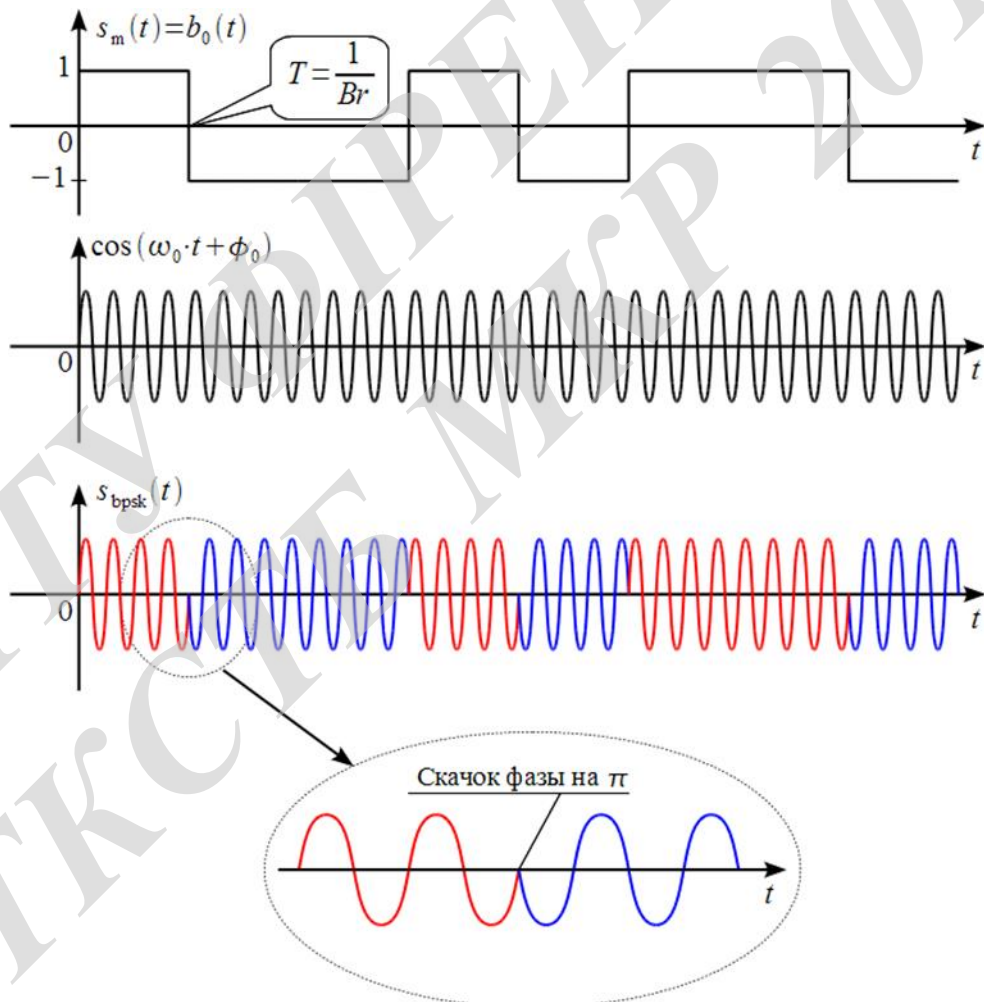 s_m(t)=b_0(t)
T=1/Br
1
0
−1
t
cos(ω_0·t+ϕ_0)
0
t
s_bpsk(t)
0
t
Скачок фазы на π
t